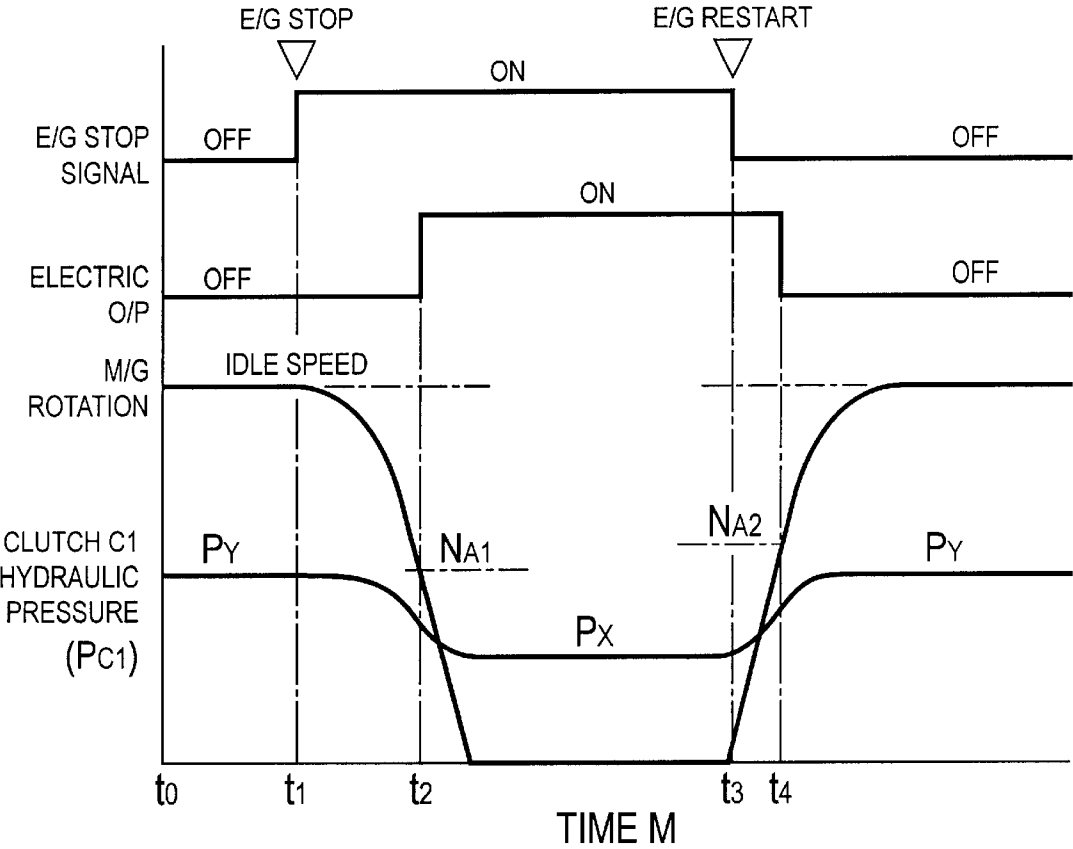 E/G STOP
E/G RESTART
ON
E/G STOP
SIGNAL
OFF
OFF
ON
ELECTRIC
O/P
OFF
OFF
M/G
ROTATION
IDLE SPEED
NA1
NA2
CLUTCH C1
HYDRAULIC
PRESSURE
(PC1)
PY
PX
PY
t0
t1
t2
t3
t4
TIME M